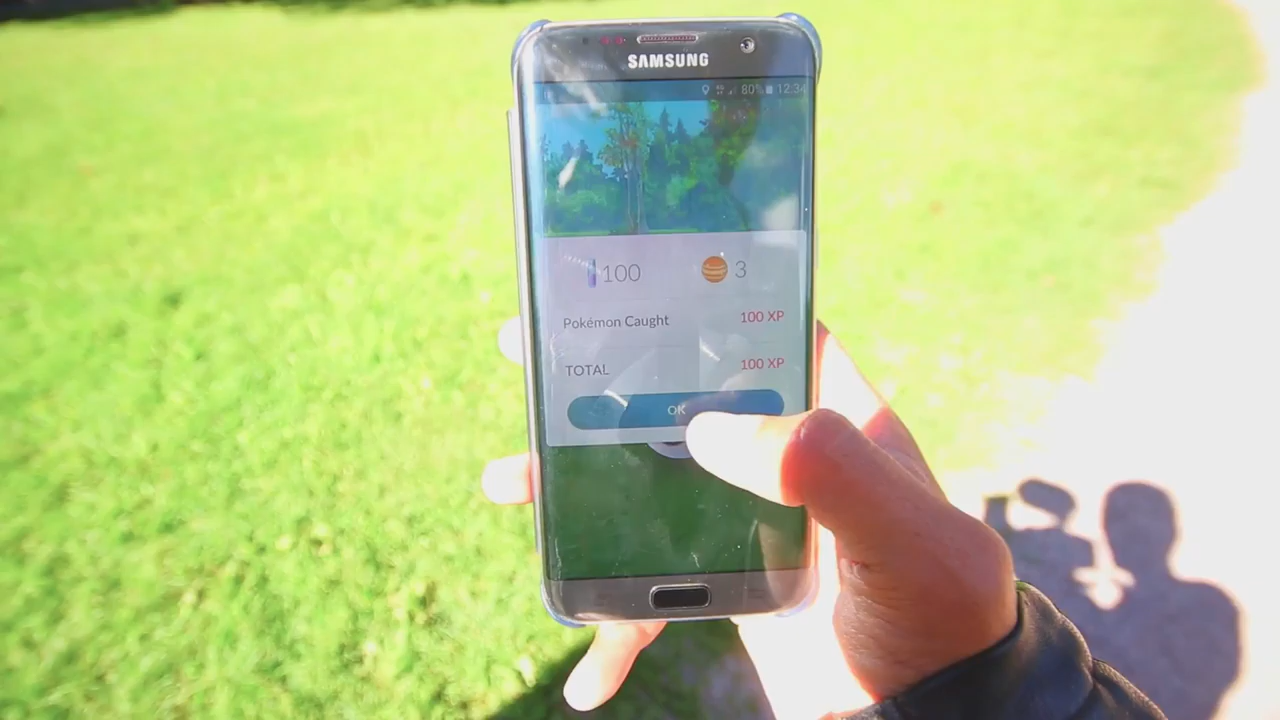 SAMSUNG
80% 12:34
100 3
Pokémon Caught 100 XP
TOTAL 100 XP
OK